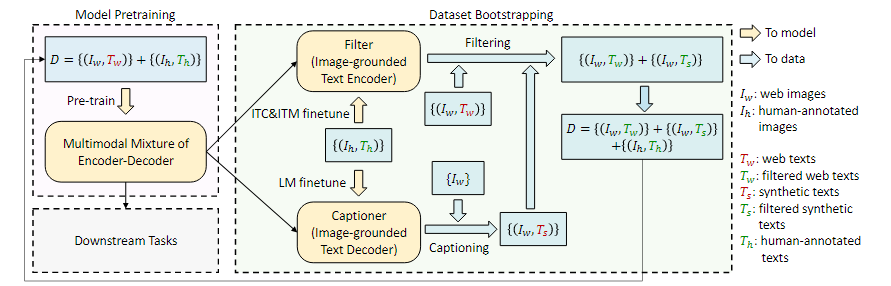 Model Pretraining
D = {(I_w, T_w)} + {(I_h, T_h)}
Pre-train
Multimodal Mixture of
Encoder-Decoder
Downstream Tasks
Dataset Bootstrapping
Filter
(Image-grounded
Text Encoder)
Filtering
ITC&ITM finetune
{(I_w, T_w)}
{(I_h, T_h)}
LM finetune
{I_w}
Captioner
(Image-grounded
Text Decoder)
Captioning
{(I_w, T_s)}
{(I_w, T_w)} + {(I_w, T_s)}
D = {(I_w, T_w)} + {(I_w, T_s)}
+{(I_h, T_h)}
To model
To data
I_w: web images
I_h: human-annotated
images
T_w: web texts
T_w: filtered web texts
T_s: synthetic texts
T_s: filtered synthetic
texts
T_h: human-annotated
texts